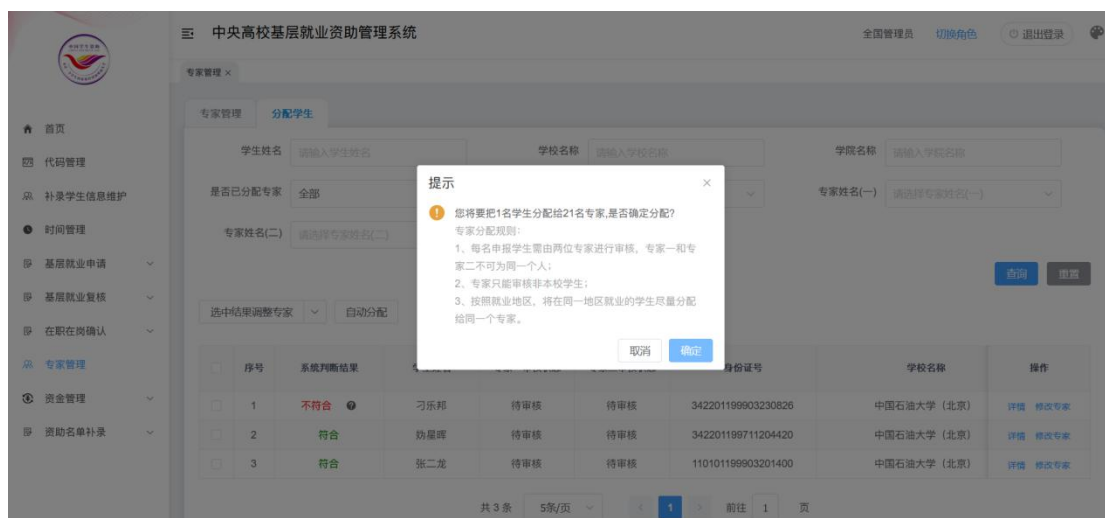 中央高校基层就业资助管理系统
全国管理员 切换角色 退出登录
专家管理 ×
专家管理 分配学生
首页
代码管理
补录学生信息维护
时间管理
基层就业申请
基层就业复核
在职在岗确认
专家管理
资金管理
资助名单补录
学生姓名 请输入学生姓名 学校名称 请输入学校名称 学院名称 请输入学院名称
是否已分配专家 全部 专家姓名(一) 请选择专家姓名(一)
专家姓名(二) 请选择专家姓名(二)
查询 重置
选中结果调整专家 自动分配
提示 ×
您将要把1名学生分配给21名专家,是否确定分配?
专家分配规则:
1、每名申报学生需由两位专家进行审核，专家一和专
家二不可为同一个人;
2、专家只能审核非本校学生;
3、按照就业地区，将在同一地区就业的学生尽量分配
给同一个专家。
取消 确定
序号 系统判断结果 身份证号 学校名称 操作
1 不符合 刁乐邦 待审核 待审核 342201199903230826 中国石油大学（北京） 详情 修改专家
2 符合 劲星晖 待审核 待审核 342201199711204420 中国石油大学（北京） 详情 修改专家
3 符合 张二龙 待审核 待审核 110101199903201400 中国石油大学（北京） 详情 修改专家
共 3 条 5条/页 1 前往 1 页